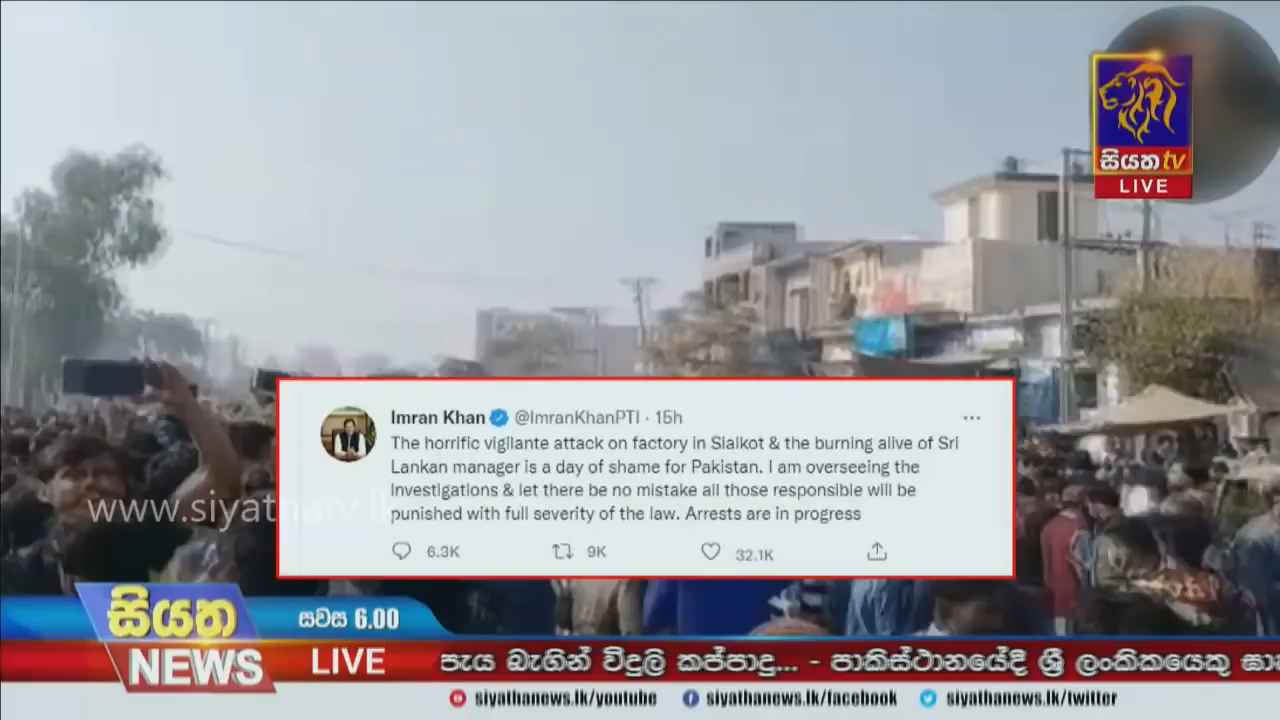 සියත tv
LIVE
Imran Khan @ImranKhanPTI · 15h
The horrific vigilante attack on factory in Sialkot & the burning alive of Sri
Lankan manager is a day of shame for Pakistan. I am overseeing the
investigations & let there be no mistake all those responsible will be
punished with full severity of the law. Arrests are in progress
6.3K 9K 32.1K
www.siyathatv.lk
සියත සවස 6.00
NEWS LIVE පැය බැගින් විදුලි කප්පාදු... - පාකිස්ථානයේදී ශ්‍රී ලංකිකයෙකු
siyathanews.lk/youtube siyathanews.lk/facebook siyathanews.lk/twitter